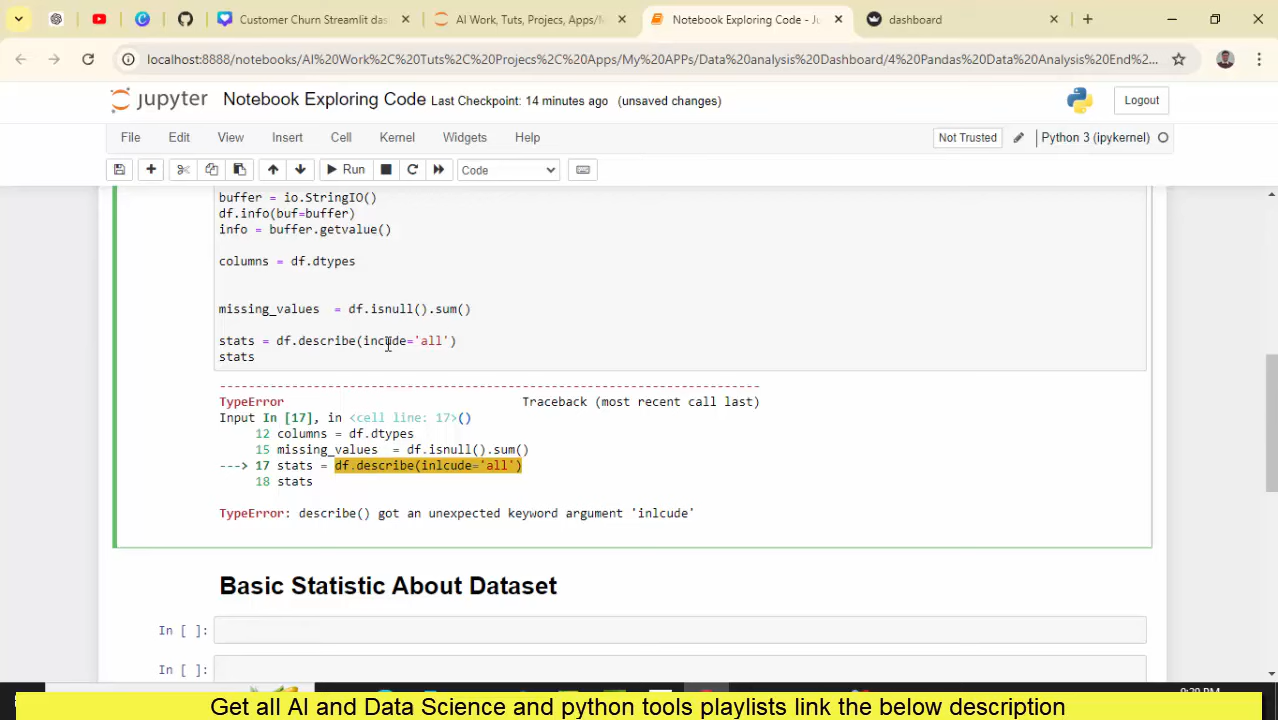 Customer Churn Streamlit das
AI Work, Tuts, Projecs, Apps/M
Notebook Exploring Code - Ju
dashboard
localhost:8888/notebooks/AI%20Work%2C%20Tuts%2C%20Projecs%2C%20Apps/My%20APPs/Data%20analysis%20Dashboard/4%20Pandas%20Data%20Analysis%20End%2...
jupyter Notebook Exploring Code Last Checkpoint: 14 minutes ago (unsaved changes) Logout
File Edit View Insert Cell Kernel Widgets Help Not Trusted Python 3 (ipykernel)
Run Code
buffer = io.StringIO()
df.info(buf=buffer)
info = buffer.getvalue()
columns = df.dtypes
missing_values  = df.isnull().sum()
stats = df.describe(incude='all')
stats
---------------------------------------------------------------------------
TypeError Traceback (most recent call last)
Input In [17], in <cell line: 17>()
12 columns = df.dtypes
15 missing_values  = df.isnull().sum()
---> 17 stats = df.describe(inlcude='all')
18 stats
TypeError: describe() got an unexpected keyword argument 'inlcude'
Basic Statistic About Dataset
In [ ]:
In [ ]:
Get all AI and Data Science and python tools playlists link the below description